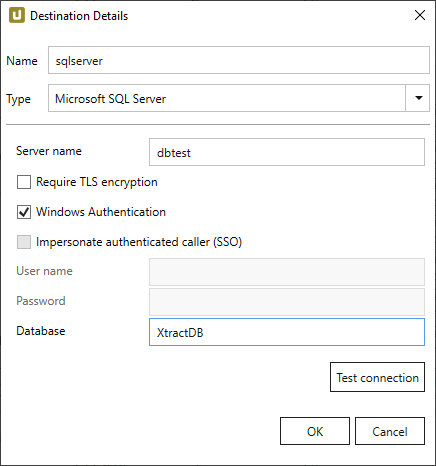 Destination Details
Name sqlserver
Type Microsoft SQL Server
Server name dbtest
Require TLS encryption
Windows Authentication
Impersonate authenticated caller (SSO)
User name
Password
Database XtractDB
Test connection
OK Cancel